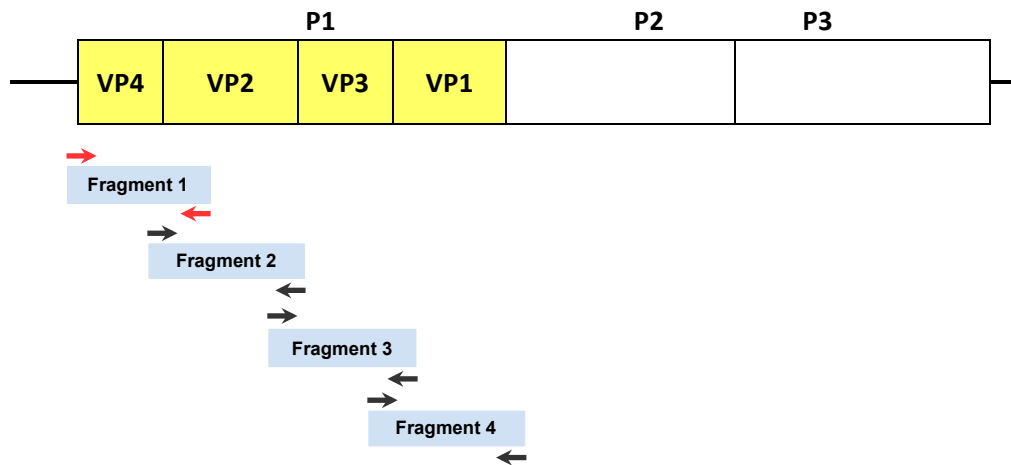 P1 P2 P3
VP4 VP2 VP3 VP1
Fragment 1
Fragment 2
Fragment 3
Fragment 4